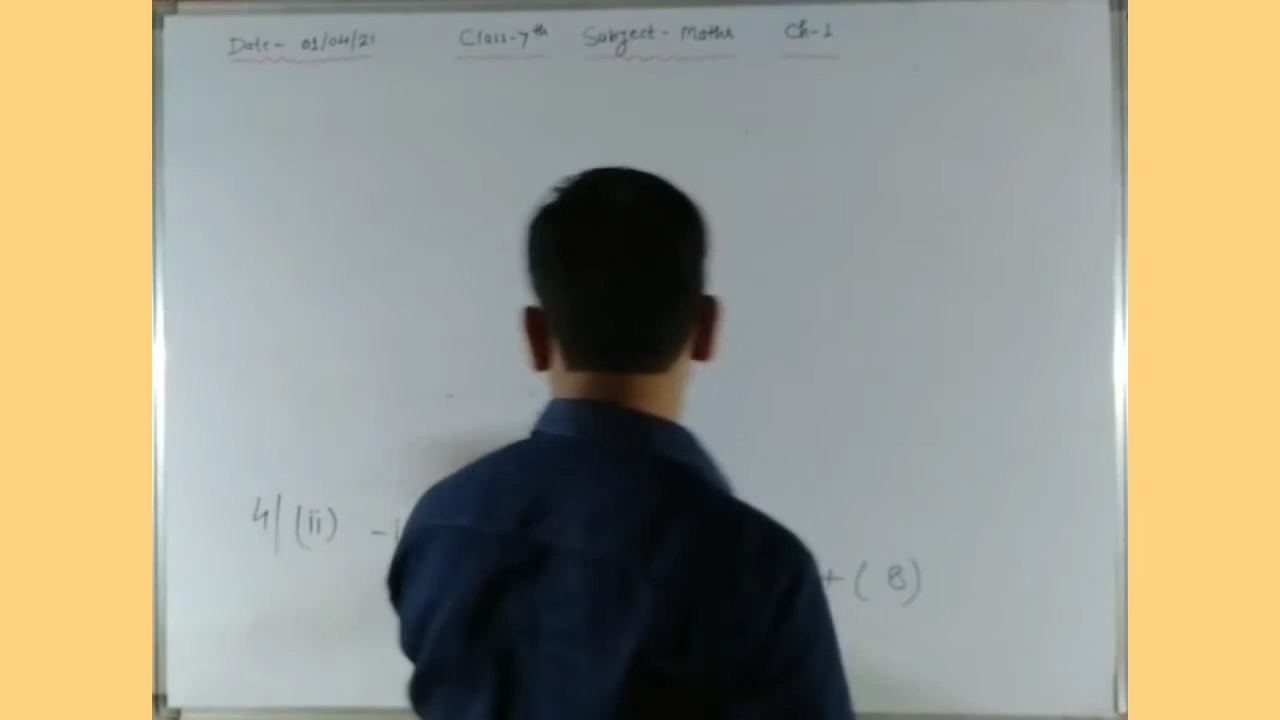 Date- 01/04/21 Class-7th Subject- Maths Ch-1
4| (ii) -
+ ( 8)